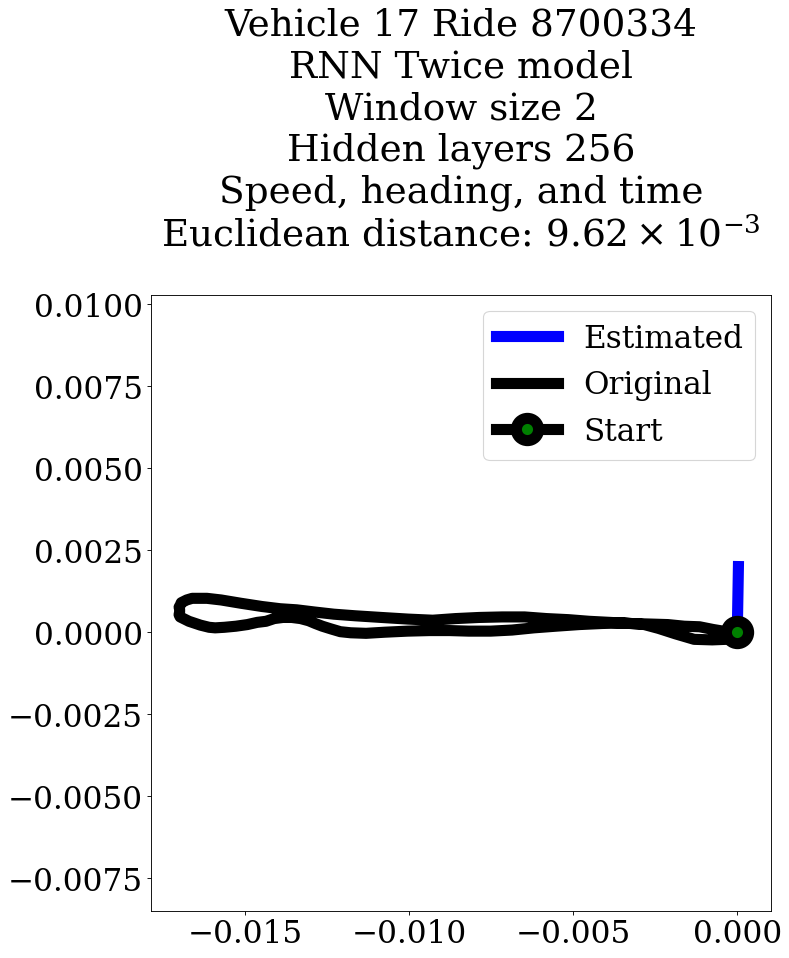 Vehicle 17 Ride 8700334
RNN Twice model
Window size 2
Hidden layers 256
Speed, heading, and time
Euclidean distance: 9.62 × 10⁻³
0.0100
0.0075
0.0050
0.0025
0.0000
−0.0025
−0.0050
−0.0075
Estimated
Original
Start
−0.015
−0.010
−0.005
0.000